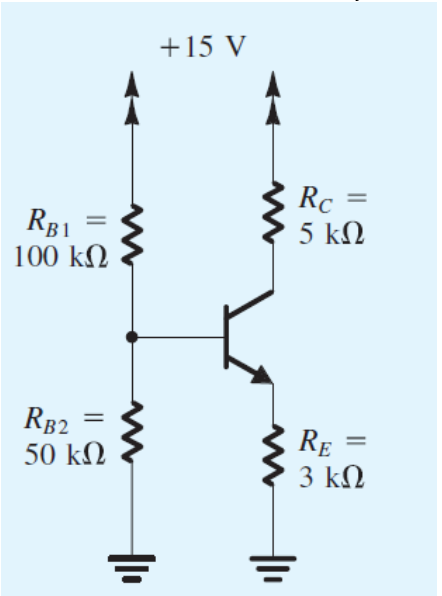 +15 V
R_C =
5 kΩ
R_B1 =
100 kΩ
R_B2 =
50 kΩ
R_E =
3 kΩ